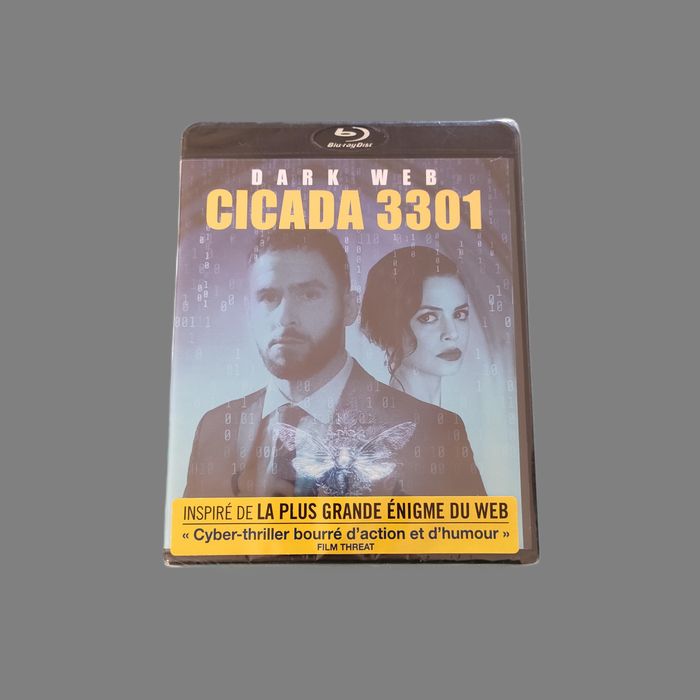 Blu-ray Disc
DARK WEB
CICADA 3301
INSPIRÉ DE LA PLUS GRANDE ÉNIGME DU WEB
« Cyber-thriller bourré d'action et d'humour »
FILM THREAT